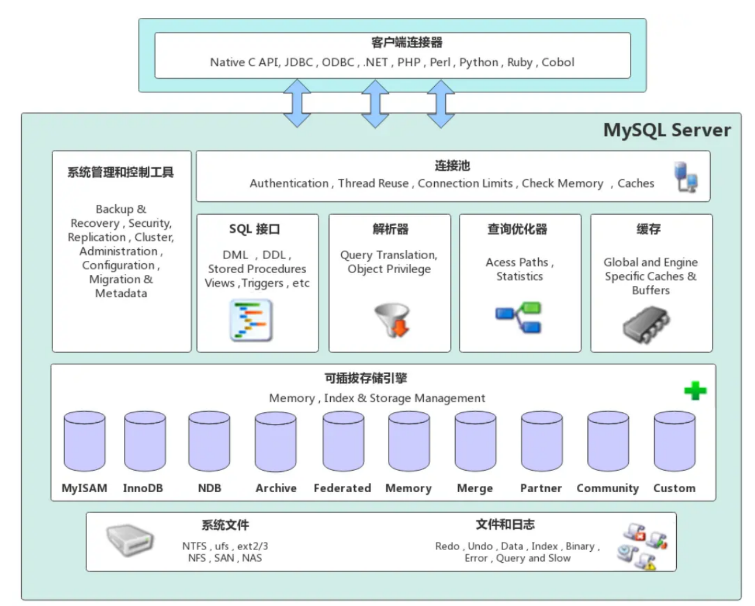 客户端连接器
Native C API, JDBC , ODBC , .NET , PHP , Perl , Python , Ruby , Cobol
MySQL Server
系统管理和控制工具
Backup &
Recovery , Security,
Replication , Cluster,
Administration ,
Configuration ,
Migration &
Metadata
连接池
Authentication , Thread Reuse , Connection Limits , Check Memory , Caches
SQL 接口
DML , DDL ,
Stored Procedures
Views ,Triggers , etc
解析器
Query Translation,
Object Privilege
查询优化器
Acess Paths ,
Statistics
缓存
Global and Engine
Specific Caches &
Buffers
可插拔存储引擎
Memory , Index & Storage Management
MyISAM InnoDB NDB Archive Federated Memory Merge Partner Community Custom
系统文件
NTFS , ufs , ext2/3
NFS , SAN , NAS
文件和日志
Redo , Undo , Data , Index , Binary ,
Error , Query and Slow